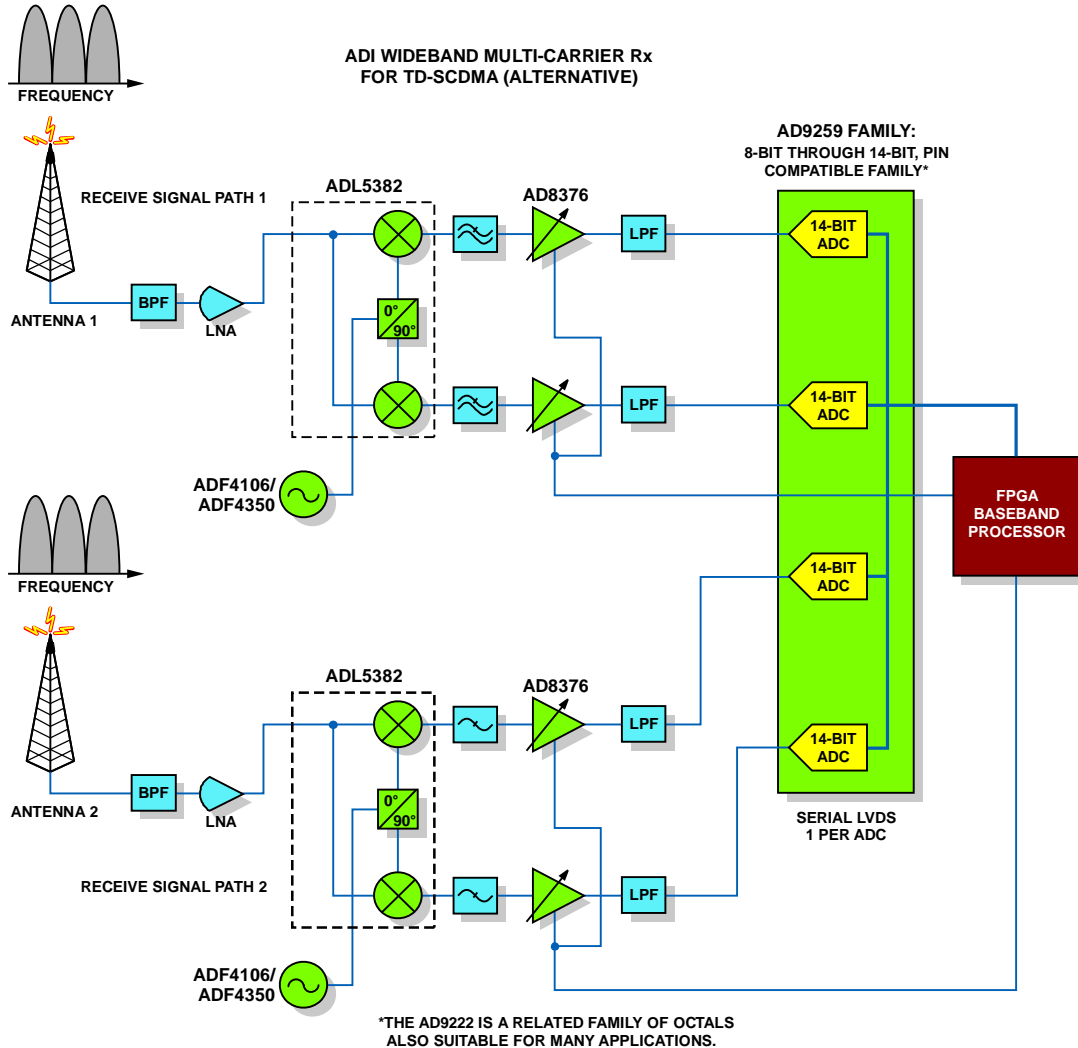 ADI WIDEBAND MULTI-CARRIER Rx
FOR TD-SCDMA (ALTERNATIVE)
FREQUENCY
AD9259 FAMILY:
8-BIT THROUGH 14-BIT, PIN
COMPATIBLE FAMILY*
RECEIVE SIGNAL PATH 1
ADL5382
AD8376
LPF
14-BIT
ADC
BPF
LNA
ANTENNA 1
0°
90°
LPF
14-BIT
ADC
ADF4106/
ADF4350
FPGA
BASEBAND
PROCESSOR
FREQUENCY
14-BIT
ADC
ADL5382
AD8376
LPF
14-BIT
ADC
BPF
LNA
ANTENNA 2
0°
90°
SERIAL LVDS
1 PER ADC
RECEIVE SIGNAL PATH 2
LPF
ADF4106/
ADF4350
*THE AD9222 IS A RELATED FAMILY OF OCTALS
ALSO SUITABLE FOR MANY APPLICATIONS.